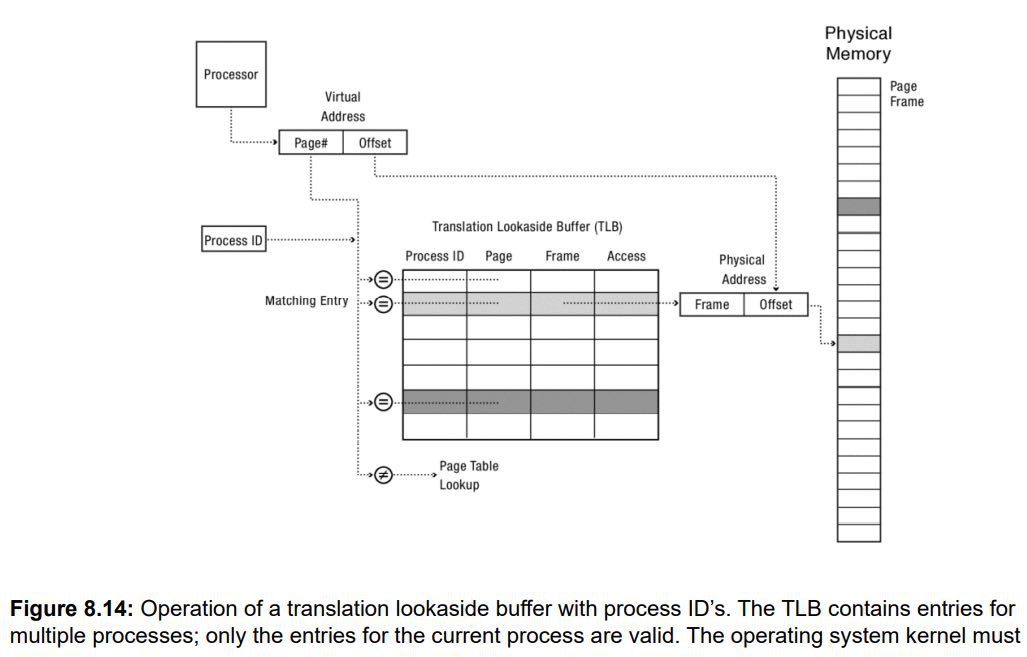 Physical
Memory
Processor
Page
Frame
Virtual
Address
Page# Offset
Process ID
Translation Lookaside Buffer (TLB)
Process ID Page Frame Access
Physical
Address
Matching Entry
Frame Offset
=
=
=
≠
Page Table
Lookup
Figure 8.14: Operation of a translation lookaside buffer with process ID’s. The TLB contains entries for
multiple processes; only the entries for the current process are valid. The operating system kernel must